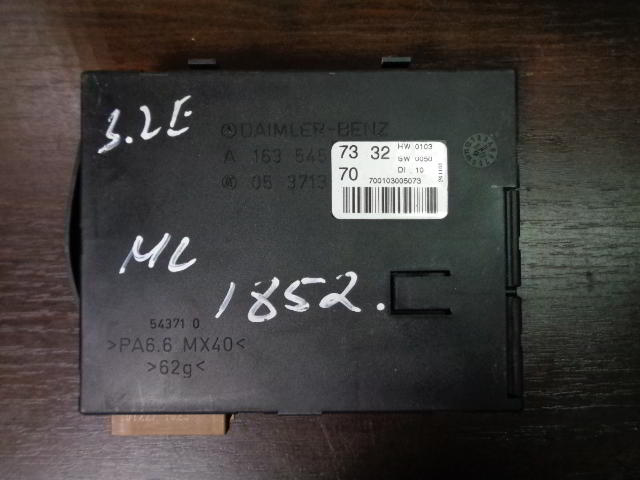 3.2E
DAIMLER-BENZ
A 163 545 73 32
05 3713 70
HW 0103
SW 0050
DI 10
700103005073
ML
1852.
54371 0
>PA6.6 MX40<
>62g<